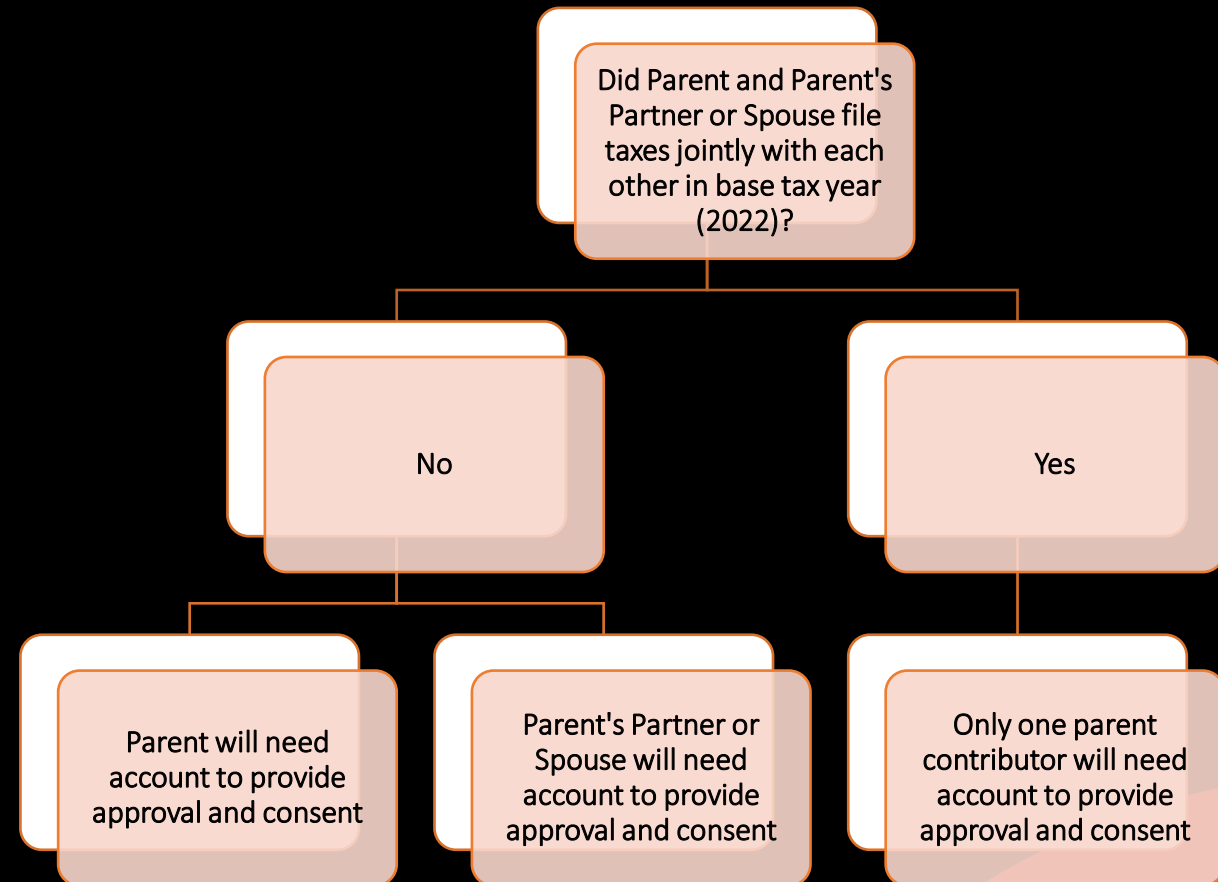 Did Parent and Parent's
Partner or Spouse file
taxes jointly with each
other in base tax year
(2022)?
No
Yes
Parent will need
account to provide
approval and consent
Parent's Partner or
Spouse will need
account to provide
approval and consent
Only one parent
contributor will need
account to provide
approval and consent